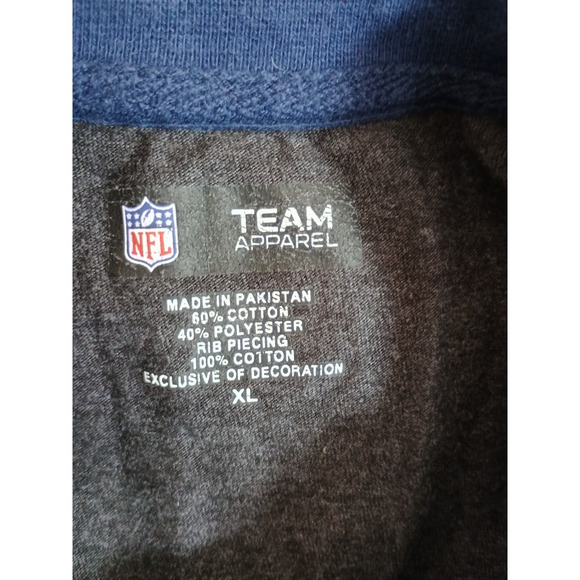 NFL
TEAM
APPAREL
MADE IN PAKISTAN
60% COTTON
40% POLYESTER
RIB PIECING
100% COTTON
EXCLUSIVE OF DECORATION
XL